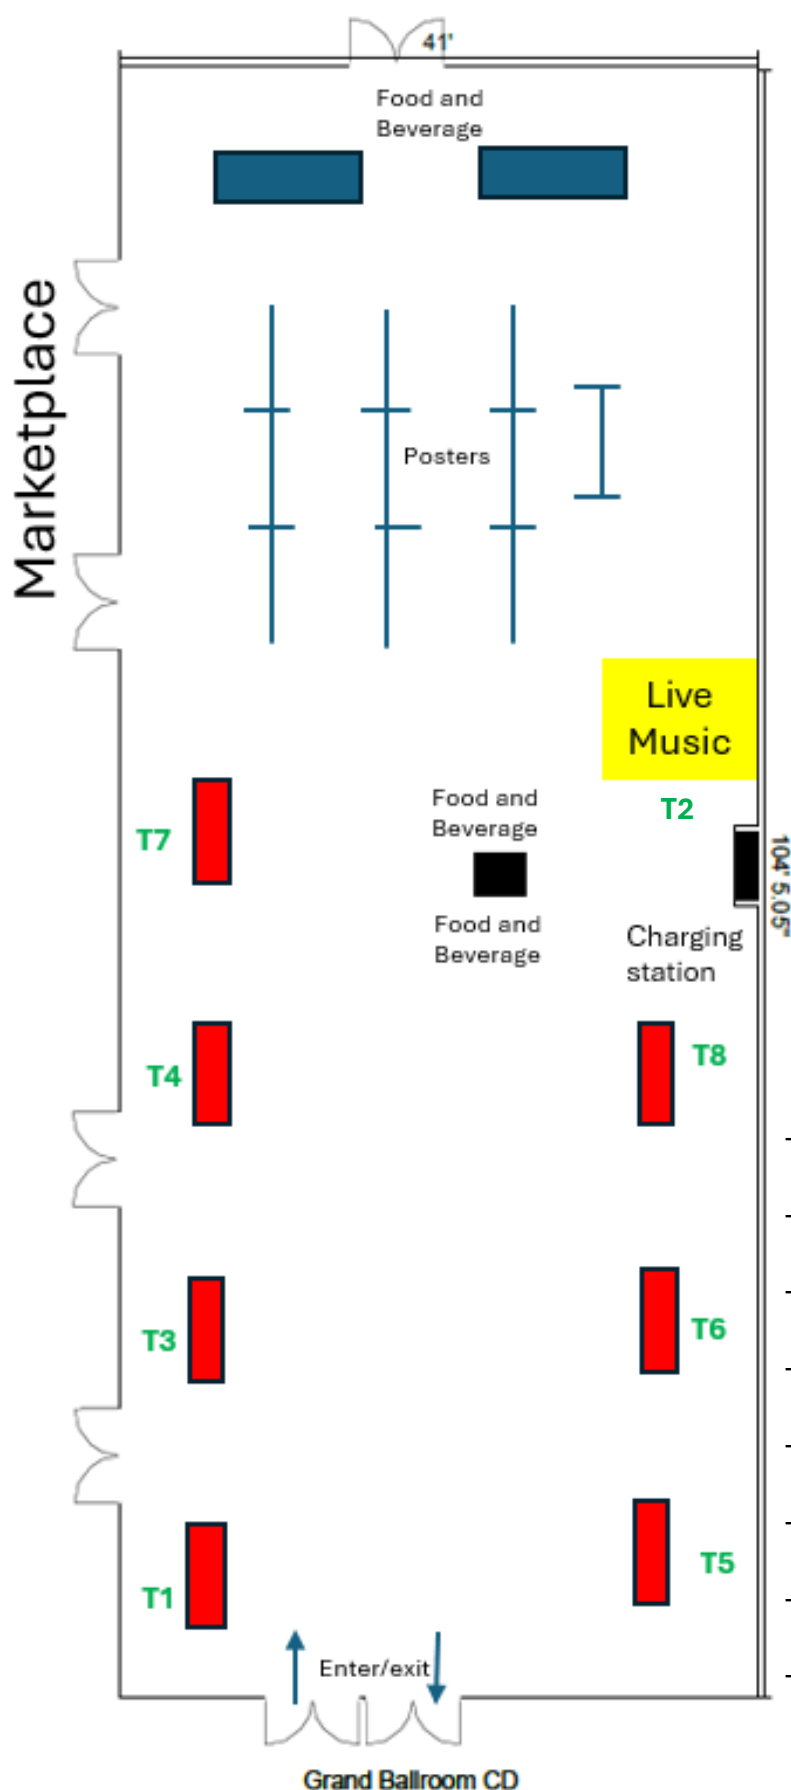 41'
Food and
Beverage
Marketplace
Posters
Live
Music
T2
Food and
Beverage
T7
104' 5.05"
Food and
Beverage
Charging
station
T8
T4
T6
T3
T5
T1
Enter/exit
Grand Ballroom CD